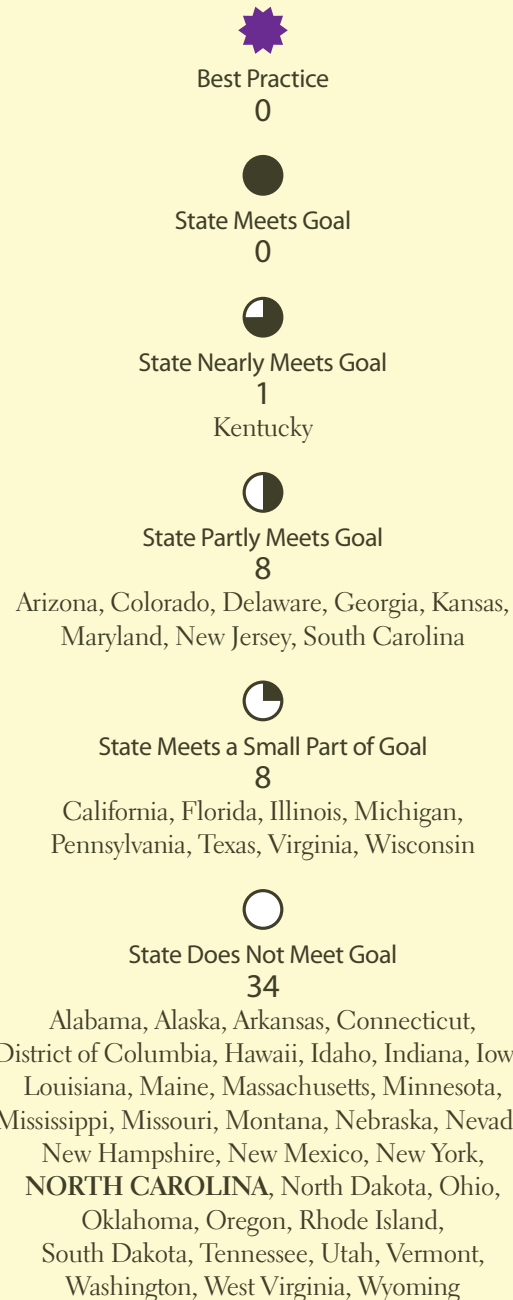 Best Practice
0
State Meets Goal
0
State Nearly Meets Goal
1
Kentucky
State Partly Meets Goal
8
Arizona, Colorado, Delaware, Georgia, Kansas,
Maryland, New Jersey, South Carolina
State Meets a Small Part of Goal
8
California, Florida, Illinois, Michigan,
Pennsylvania, Texas, Virginia, Wisconsin
State Does Not Meet Goal
34
Alabama, Alaska, Arkansas, Connecticut,
District of Columbia, Hawaii, Idaho, Indiana, Iow
Louisiana, Maine, Massachusetts, Minnesota,
Mississippi, Missouri, Montana, Nebraska, Nevad
New Hampshire, New Mexico, New York,
NORTH CAROLINA, North Dakota, Ohio,
Oklahoma, Oregon, Rhode Island,
South Dakota, Tennessee, Utah, Vermont,
Washington, West Virginia, Wyoming